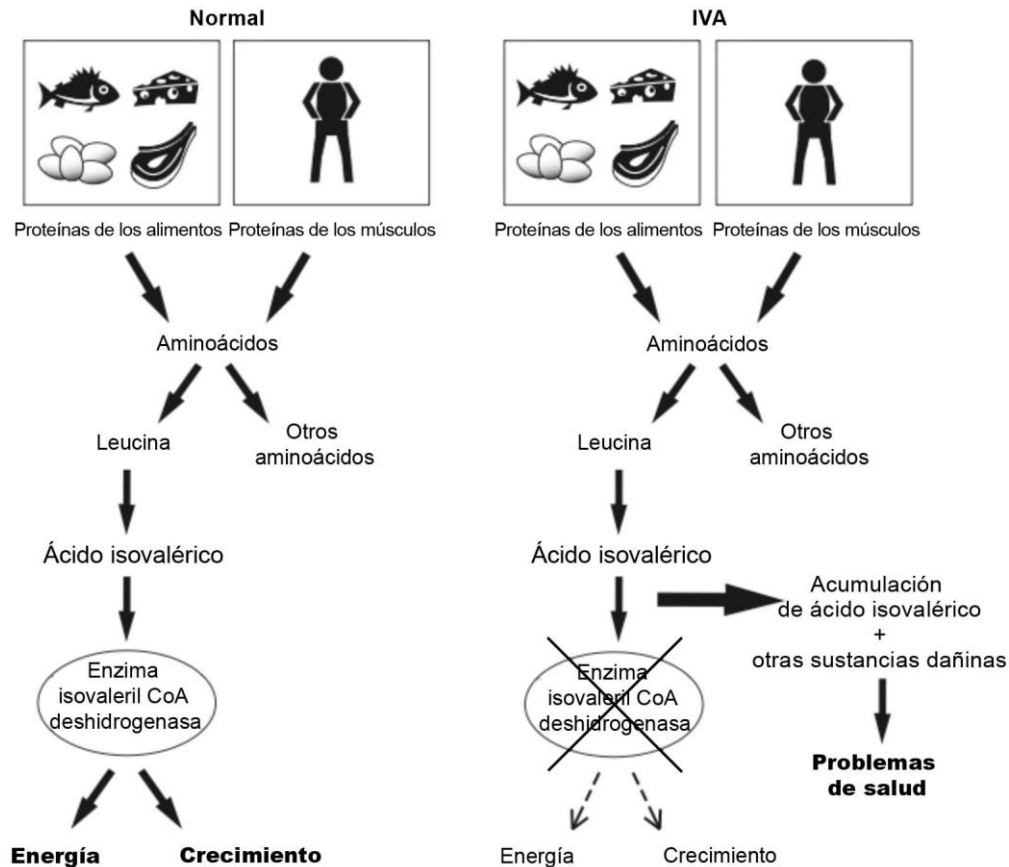 Normal
Proteínas de los alimentos
Proteínas de los músculos
Aminoácidos
Leucina
Otros
aminoácidos
Ácido isovalérico
Enzima
isovaleril CoA
deshidrogenasa
Energía
Crecimiento
IVA
Proteínas de los alimentos
Proteínas de los músculos
Aminoácidos
Leucina
Otros
aminoácidos
Ácido isovalérico
Acumulación
de ácido isovalérico
+
otras sustancias dañinas
Enzima
isovaleril CoA
deshidrogenasa
Problemas
de salud
Energía
Crecimiento